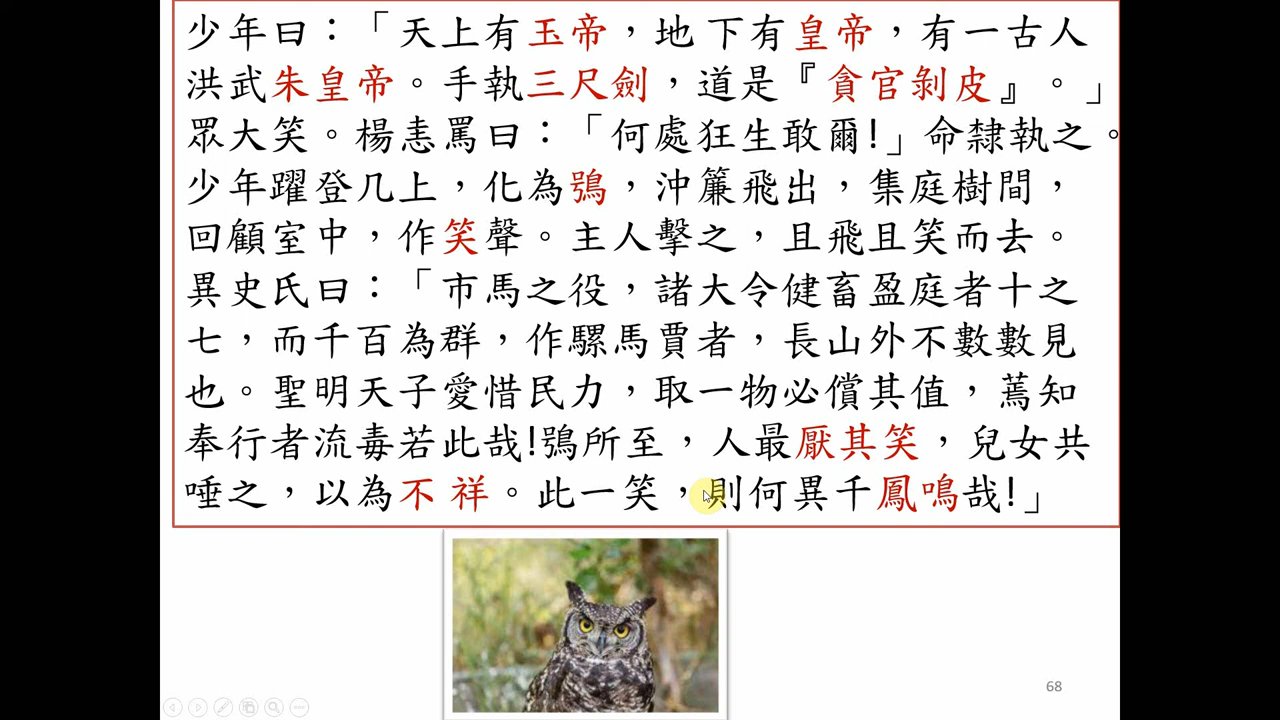 少年曰：「天上有玉帝，地下有皇帝，有一古人
洪武朱皇帝。手執三尺劍，道是『貪官剝皮』。」
眾大笑。楊恚罵曰：「何處狂生敢爾!」命隸執之。
少年躍登几上，化為鴞，沖簾飛出，集庭樹間，
回顧室中，作笑聲。主人擊之，且飛且笑而去。
異史氏曰：「市馬之役，諸大令健畜盈庭者十之
七，而千百為群，作騾馬賈者，長山外不數數見
也。聖明天子愛惜民力，取一物必償其值，蔫知
奉行者流毒若此哉!鴞所至，人最厭其笑，兒女共
唾之，以為不祥。此一笑，則何異千鳳鳴哉!」
68